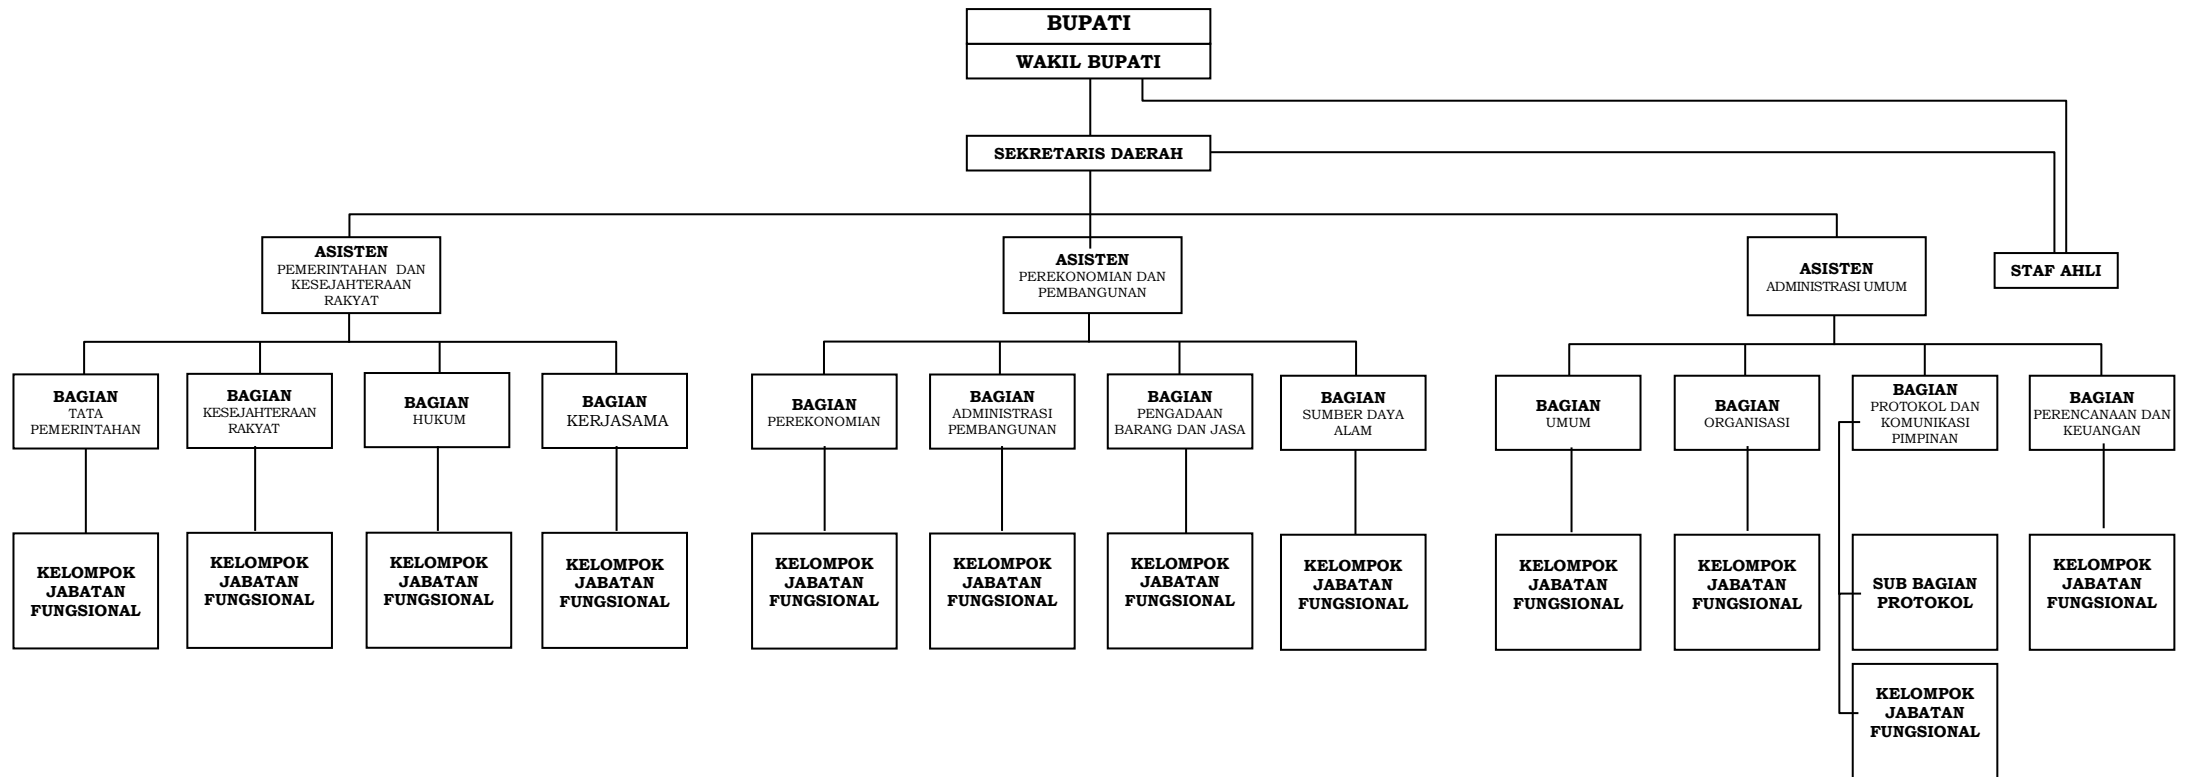 BUPATI
WAKIL BUPATI
SEKRETARIS DAERAH
ASISTEN
PEMERINTAHAN DAN
KESEJAHTERAAN
RAKYAT
ASISTEN
PEREKONOMIAN DAN
PEMBANGUNAN
ASISTEN
ADMINISTRASI UMUM
STAF AHLI
BAGIAN
TATA
PEMERINTAHAN
BAGIAN
KESEJAHTERAAN
RAKYAT
BAGIAN
HUKUM
BAGIAN
KERJASAMA
BAGIAN
PEREKONOMIAN
BAGIAN
ADMINISTRASI
PEMBANGUNAN
BAGIAN
PENGADAAN
BARANG DAN JASA
BAGIAN
SUMBER DAYA
ALAM
BAGIAN
UMUM
BAGIAN
ORGANISASI
BAGIAN
PROTOKOL DAN
KOMUNIKASI
PIMPINAN
BAGIAN
PERENCANAAN DAN
KEUANGAN
KELOMPOK
JABATAN
FUNGSIONAL
KELOMPOK
JABATAN
FUNGSIONAL
KELOMPOK
JABATAN
FUNGSIONAL
KELOMPOK
JABATAN
FUNGSIONAL
KELOMPOK
JABATAN
FUNGSIONAL
KELOMPOK
JABATAN
FUNGSIONAL
KELOMPOK
JABATAN
FUNGSIONAL
KELOMPOK
JABATAN
FUNGSIONAL
KELOMPOK
JABATAN
FUNGSIONAL
KELOMPOK
JABATAN
FUNGSIONAL
SUB BAGIAN
PROTOKOL
KELOMPOK
JABATAN
FUNGSIONAL
KELOMPOK
JABATAN
FUNGSIONAL